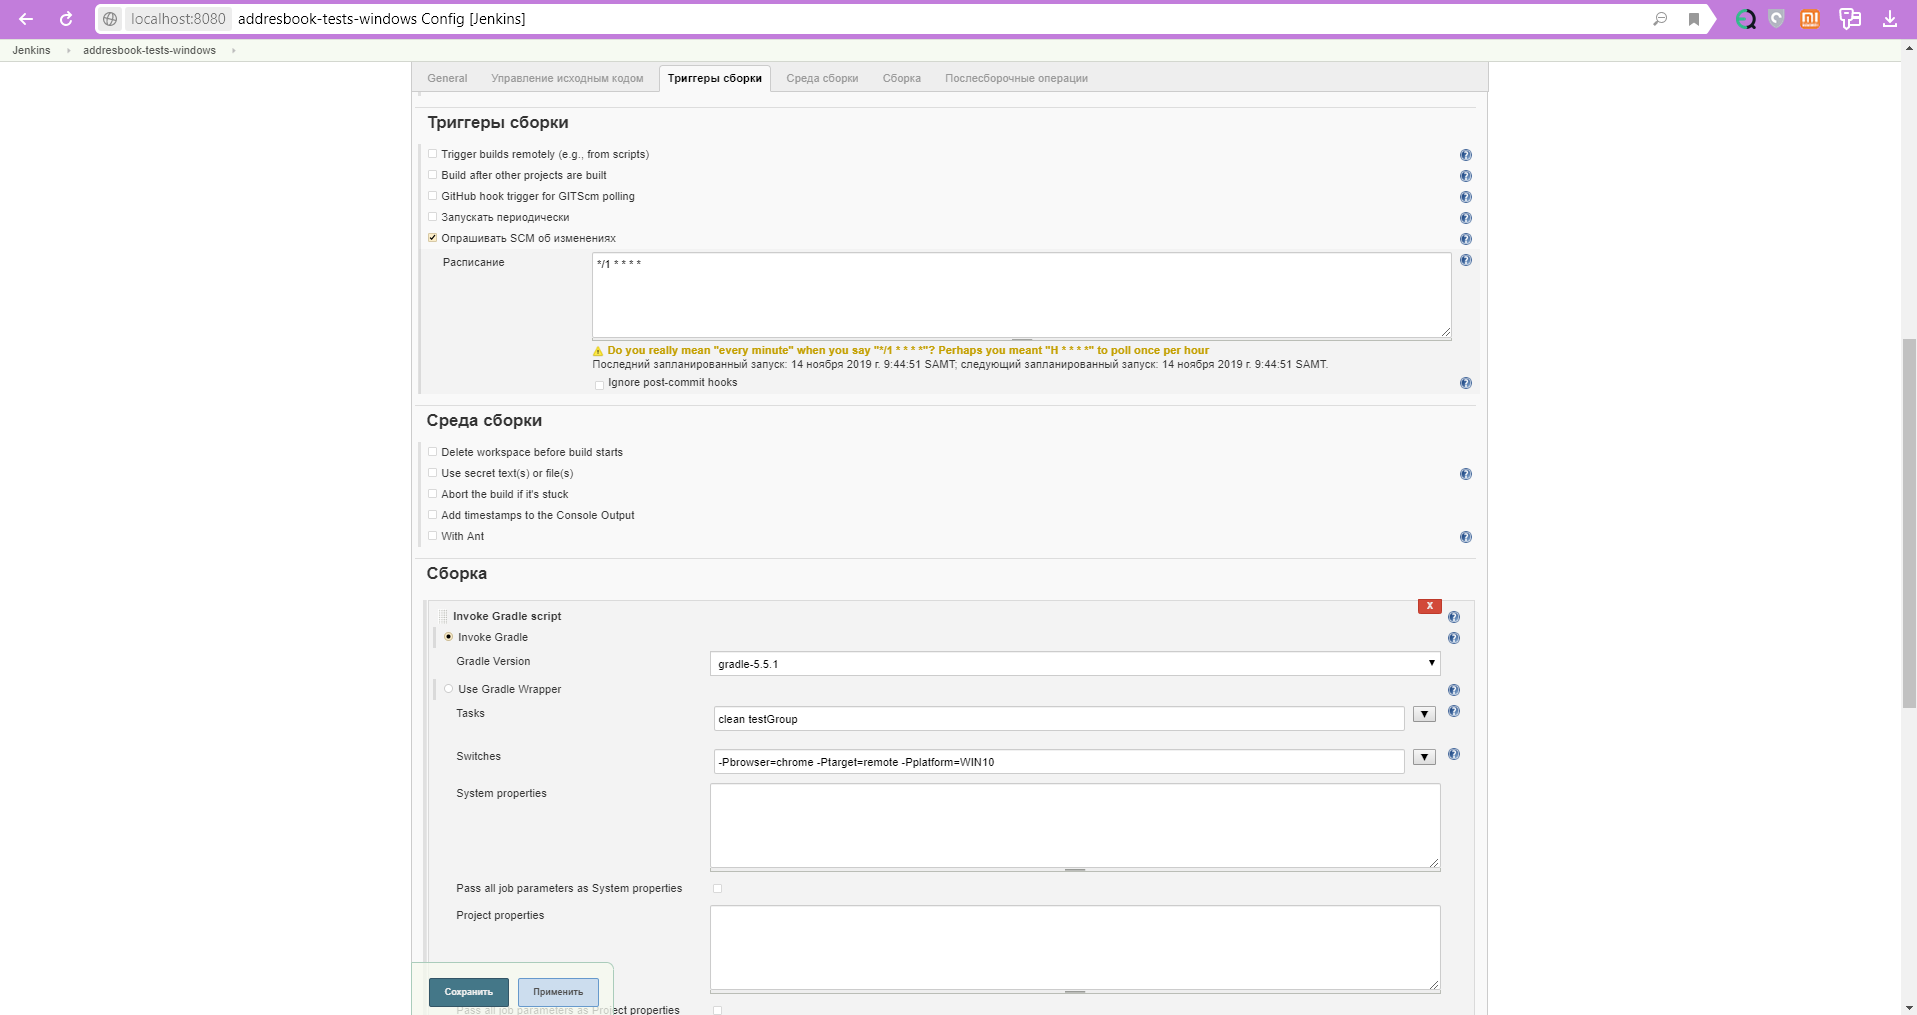 localhost:8080 addresbook-tests-windows Config [Jenkins]
Jenkins addresbook-tests-windows
General Управление исходным кодом Триггеры сборки Среда сборки Сборка Послесборочные операции
Триггеры сборки
Trigger builds remotely (e.g., from scripts)
Build after other projects are built
GitHub hook trigger for GITScm polling
Запускать периодически
Опрашивать SCM об изменениях
Расписание
*/1 * * * *
Do you really mean "every minute" when you say "*/1 * * * *"? Perhaps you meant "H * * * *" to poll once per hour
Последний запланированный запуск: 14 ноября 2019 г. 9:44:51 SAMT; следующий запланированный запуск: 14 ноября 2019 г. 9:44:51 SAMT.
Ignore post-commit hooks
Среда сборки
Delete workspace before build starts
Use secret text(s) or file(s)
Abort the build if it's stuck
Add timestamps to the Console Output
With Ant
Сборка
X
Invoke Gradle script
Invoke Gradle
Gradle Version
gradle-5.5.1
Use Gradle Wrapper
Tasks
clean testGroup
Switches
-Pbrowser=chrome -Ptarget=remote -Pplatform=WIN10
System properties
Pass all job parameters as System properties
Project properties
Сохранить Применить
Pass all job parameters as Project properties